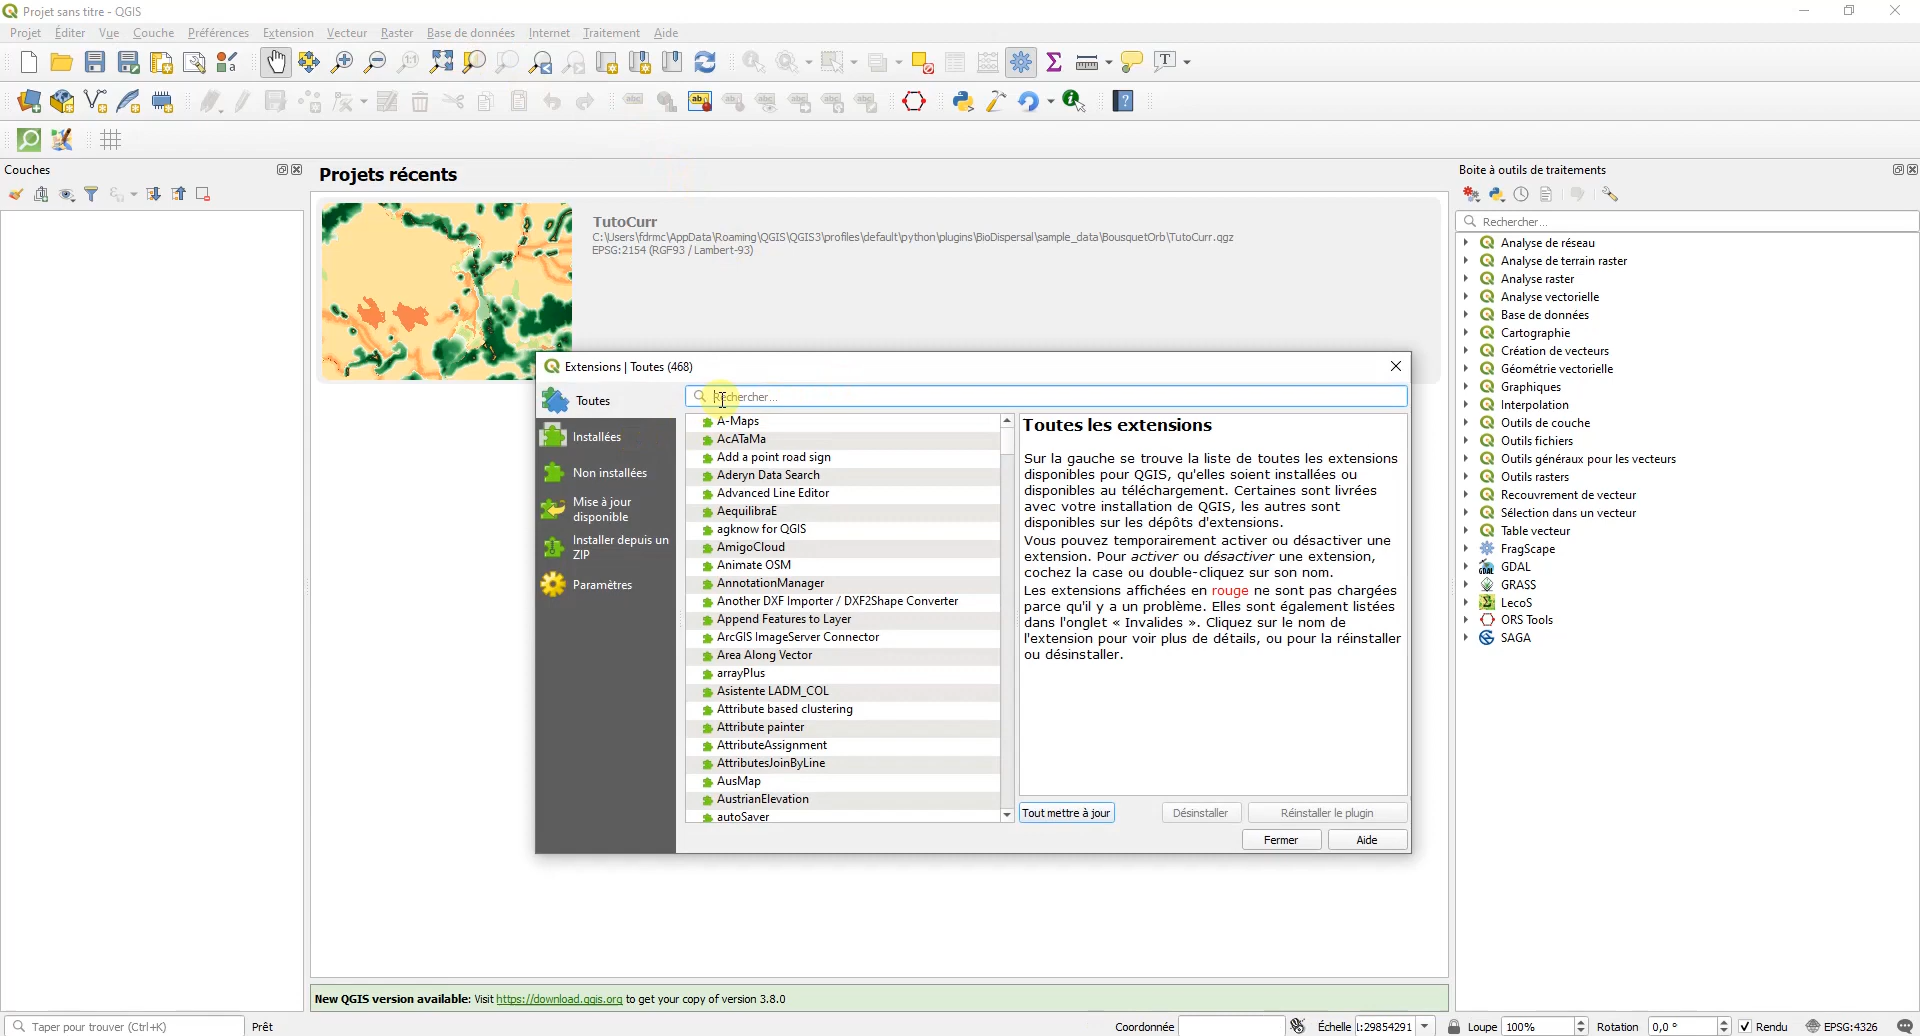 Projet sans titre - QGIS
Projet Éditer Vue Couche Préférences Extension Vecteur Raster Base de données Internet Traitement Aide
Couches
Projets récents
TutoCurr
C:\Users\fdrmc\AppData\Roaming\QGIS\QGIS3\profiles\default\python\plugins\BioDispersal\sample_data\BousquetOrb\TutoCurr.qgz
EPSG:2154 (RGF93 / Lambert-93)
Extensions | Toutes (468)
Toutes
Installées
Non installées
Mise à jour
disponible
Installer depuis un
ZIP
Paramètres
Rechercher...
A-Maps
AcATaMa
Add a point road sign
Aderyn Data Search
Advanced Line Editor
AequilibraE
agknow for QGIS
AmigoCloud
Animate OSM
AnnotationManager
Another DXF Importer / DXF2Shape Converter
Append Features to Layer
ArcGIS ImageServer Connector
Area Along Vector
arrayPlus
Asistente LADM_COL
Attribute based clustering
Attribute painter
AttributeAssignment
AttributesJoinByLine
AusMap
AustrianElevation
autoSaver
Toutes les extensions
Sur la gauche se trouve la liste de toutes les extensions
disponibles pour QGIS, qu'elles soient installées ou
disponibles au téléchargement. Certaines sont livrées
avec votre installation de QGIS, les autres sont
disponibles sur les dépôts d'extensions.
Vous pouvez temporairement activer ou désactiver une
extension. Pour activer ou désactiver une extension,
cochez la case ou double-cliquez sur son nom.
Les extensions affichées en rouge ne sont pas chargées
parce qu'il y a un problème. Elles sont également listées
dans l'onglet « Invalides ». Cliquez sur le nom de
l'extension pour voir plus de détails, ou pour la réinstaller
ou désinstaller.
Tout mettre à jour Désinstaller Réinstaller le plugin
Fermer Aide
Boite à outils de traitements
Rechercher...
Analyse de réseau
Analyse de terrain raster
Analyse raster
Analyse vectorielle
Base de données
Cartographie
Création de vecteurs
Géométrie vectorielle
Graphiques
Interpolation
Outils de couche
Outils fichiers
Outils généraux pour les vecteurs
Outils rasters
Recouvrement de vecteur
Sélection dans un vecteur
Table vecteur
FragScape
GDAL
GRASS
LecoS
ORS Tools
SAGA
New QGIS version available: Visit https://download.qgis.org to get your copy of version 3.8.0
Taper pour trouver (Ctrl+K) Prêt Coordonnée Échelle 1:29854291 Loupe 100% Rotation 0,0 ° Rendu EPSG:4326